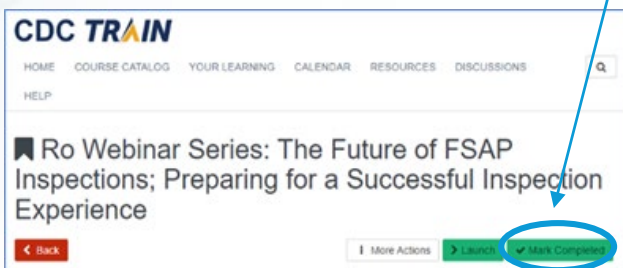 CDC TRAIN
HOME COURSE CATALOG YOUR LEARNING CALENDAR RESOURCES DISCUSSIONS
HELP
Ro Webinar Series: The Future of FSAP
Inspections; Preparing for a Successful Inspection
Experience
Back More Actions Launch Mark Completed